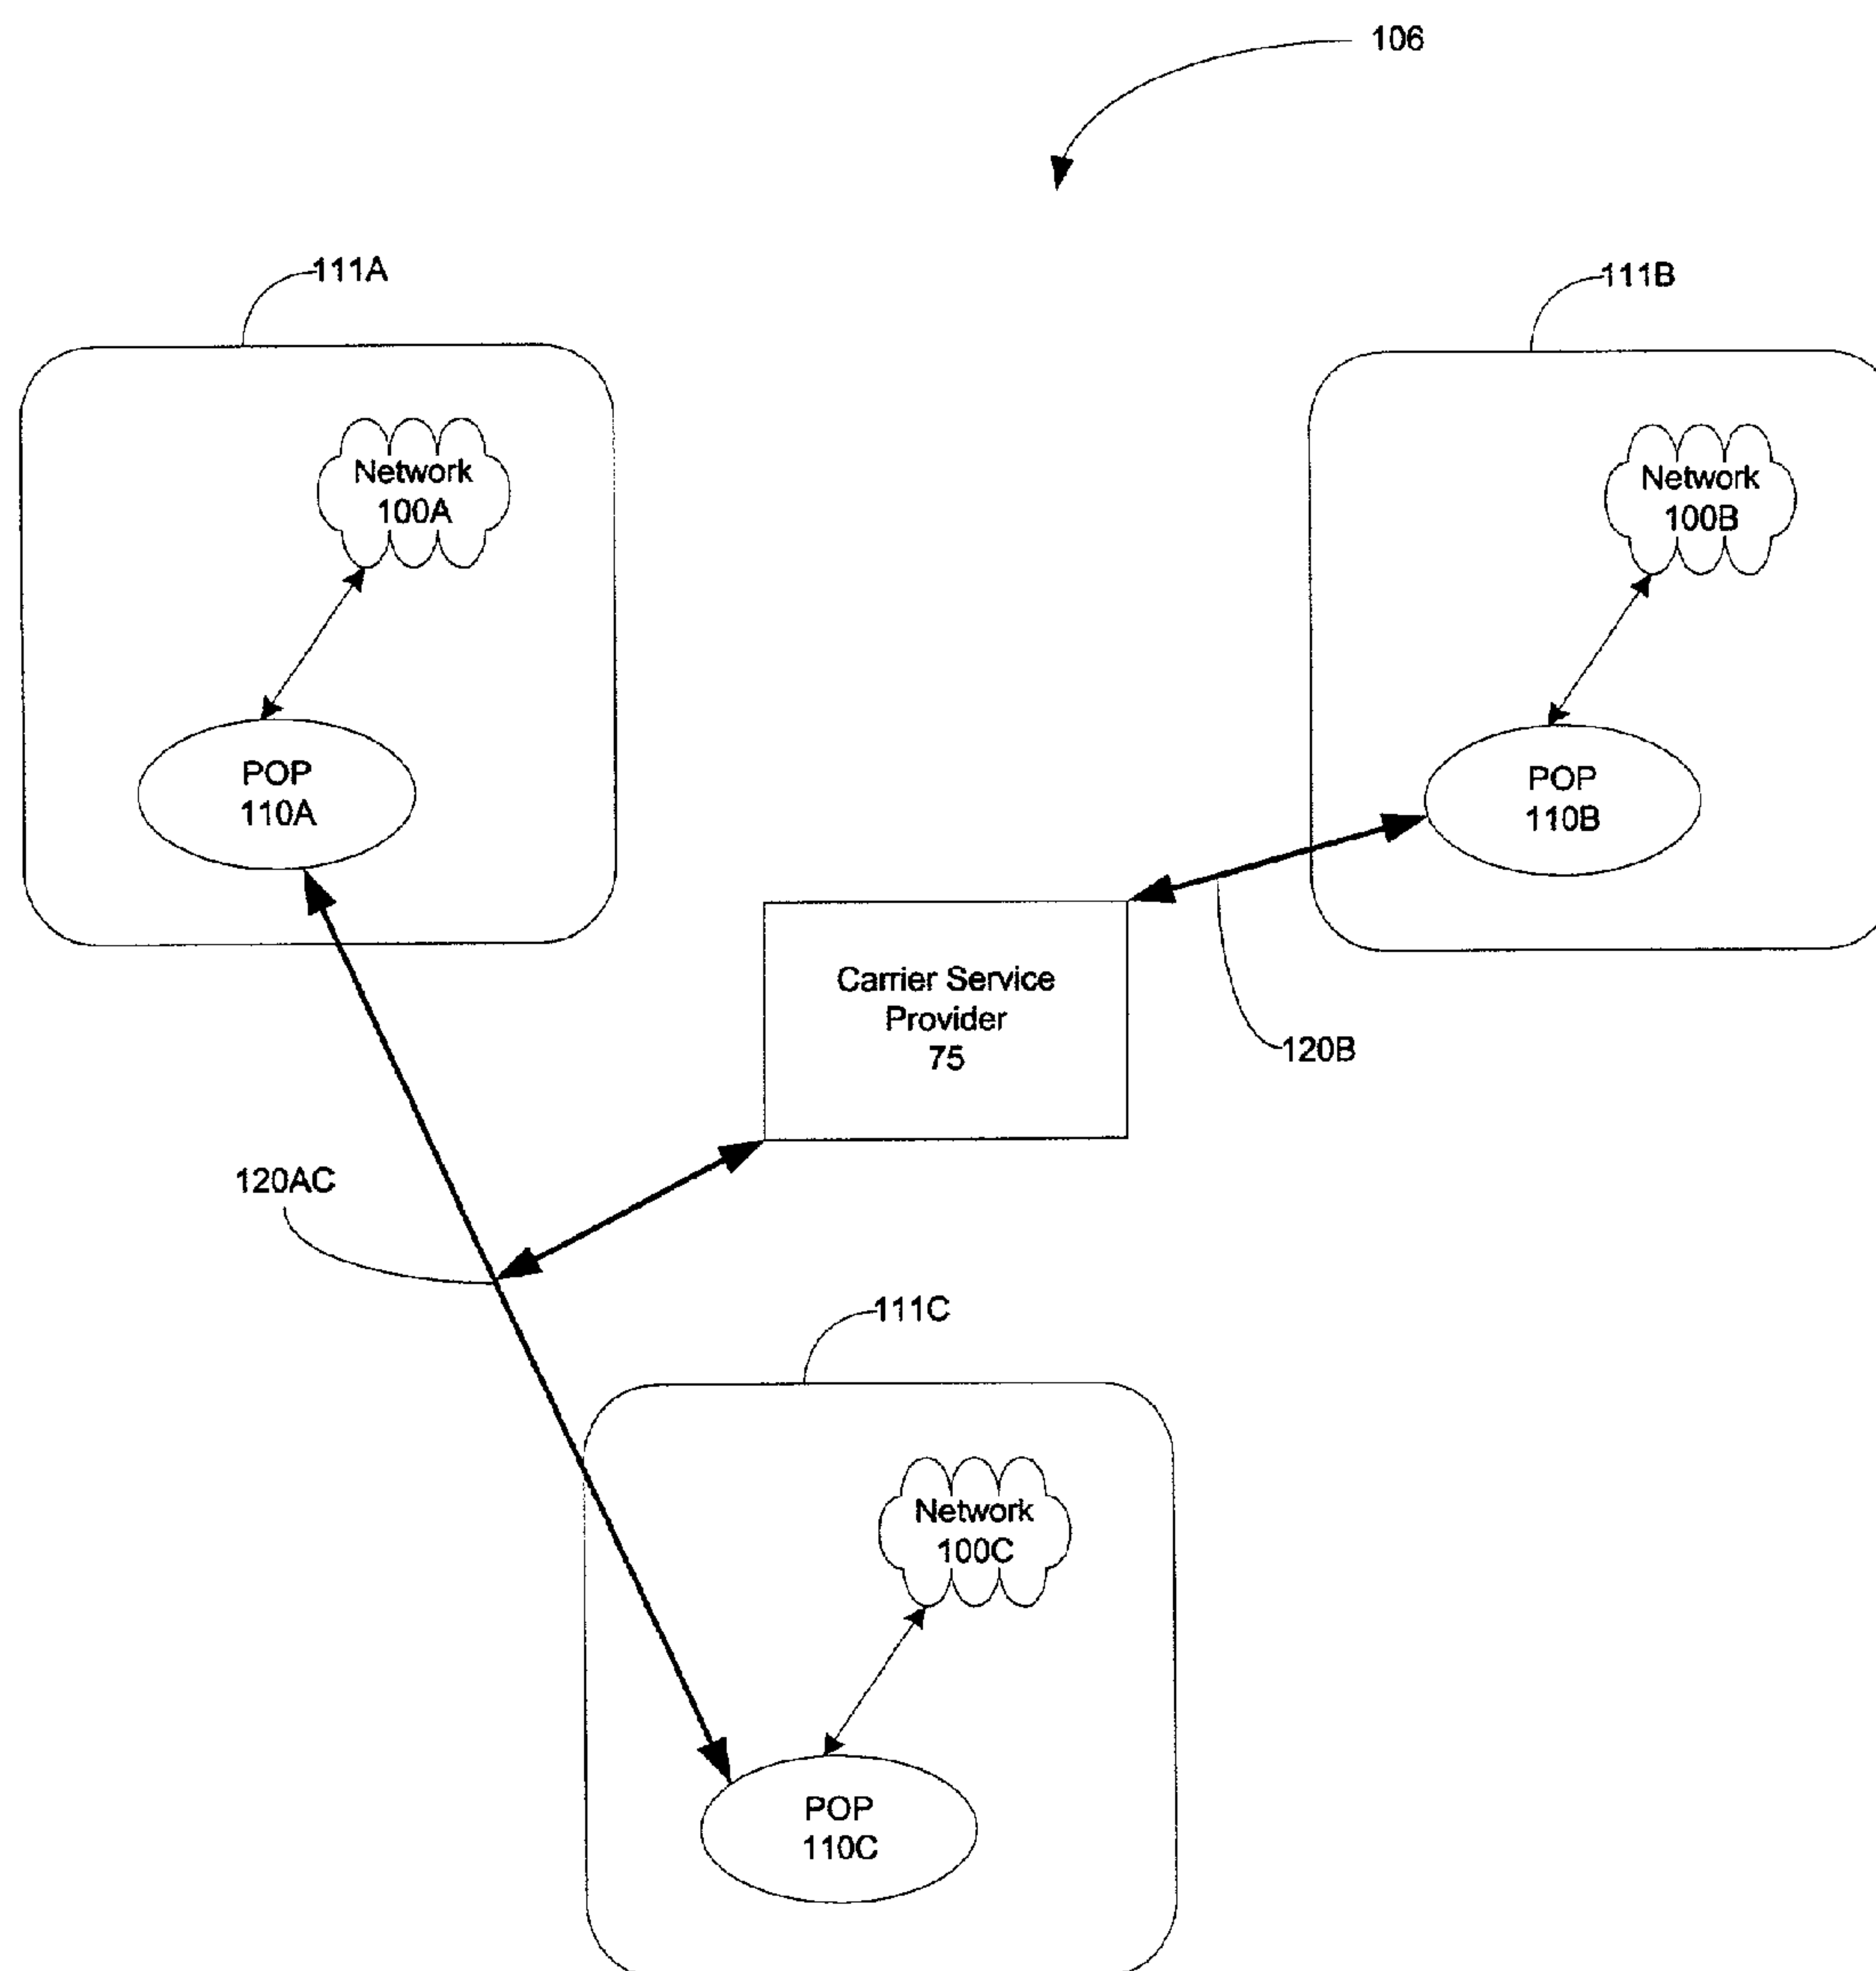 106
111A
111B
Network
100A
Network
100B
POP
110A
POP
110B
Carrier Service
Provider
75
120B
120AC
111C
Network
100C
POP
110C